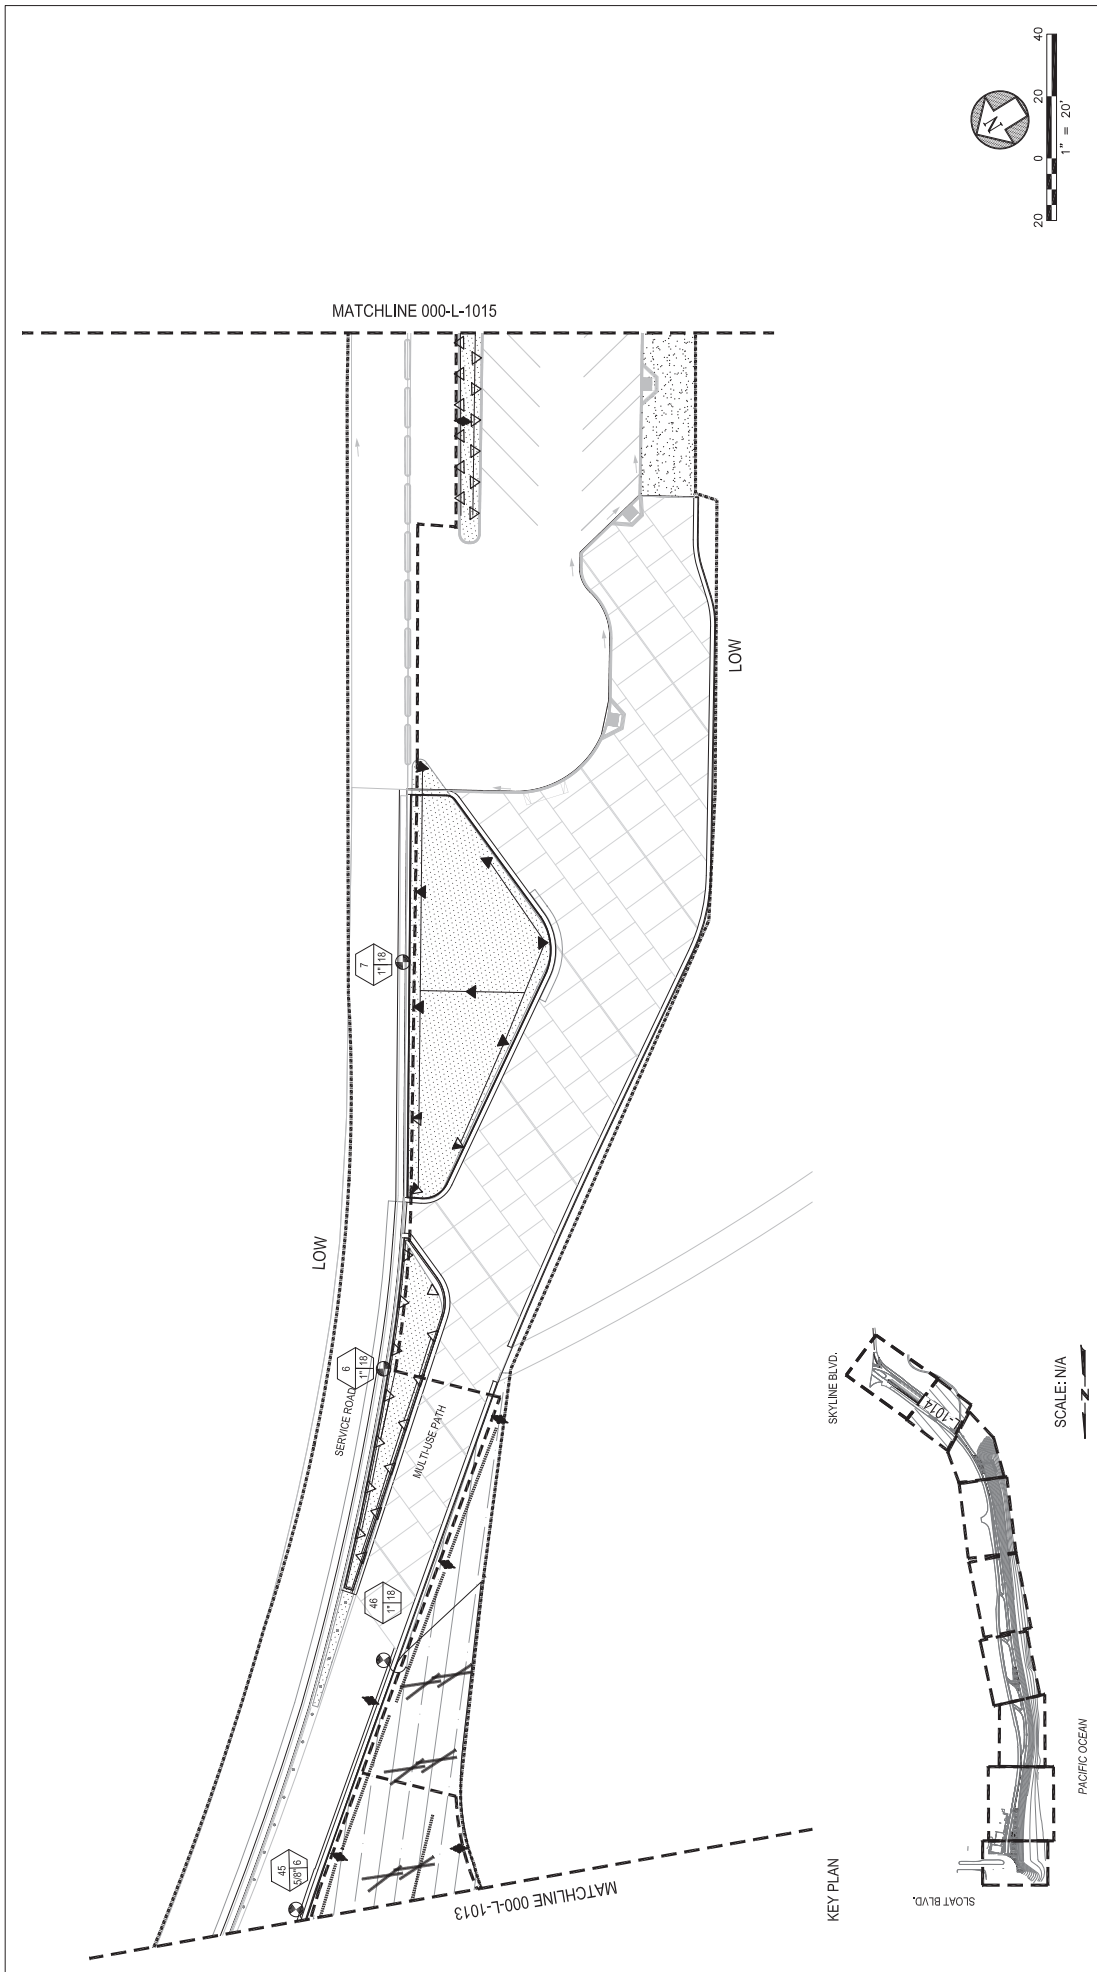 40
20
0
20
1" = 20'
N
MATCHLINE 000-L-1015
LOW
7
1" 18
LOW
6
1" 18
SERVICE ROAD
MULTI-USE PATH
46
1" 18
45
5/8" 6
MATCHLINE 000-L-1013
KEY PLAN
SKYLINE BLVD.
L-1014
SLOAT BLVD.
PACIFIC OCEAN
SCALE: N/A
N